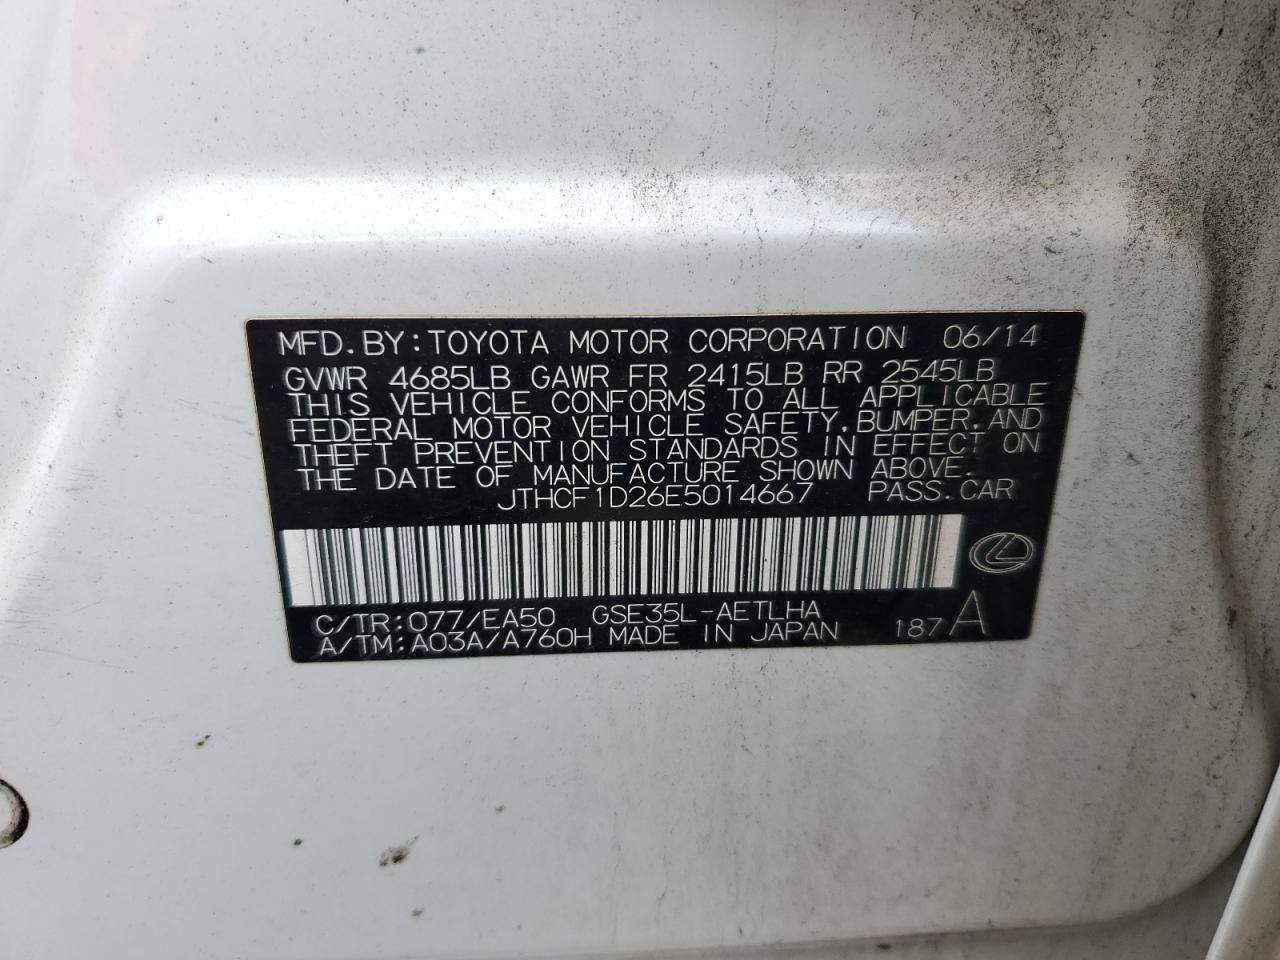 MFD.BY:TOYOTA MOTOR CORPORATION 06/14
GVWR 4685LB GAWR FR 2415LB RR 2545LB
THIS VEHICLE CONFORMS TO ALL APPLICABLE
FEDERAL MOTOR VEHICLE SAFETY,BUMPER,AND
THEFT PREVENTION STANDARDS IN EFFECT ON
THE DATE OF MANUFACTURE SHOWN ABOVE.
JTHCF1D26E5014667 PASS.CAR
C/TR:077/EA50 GSE35L-AETLHA
A/TM:A03A/A760H MADE IN JAPAN 187 A